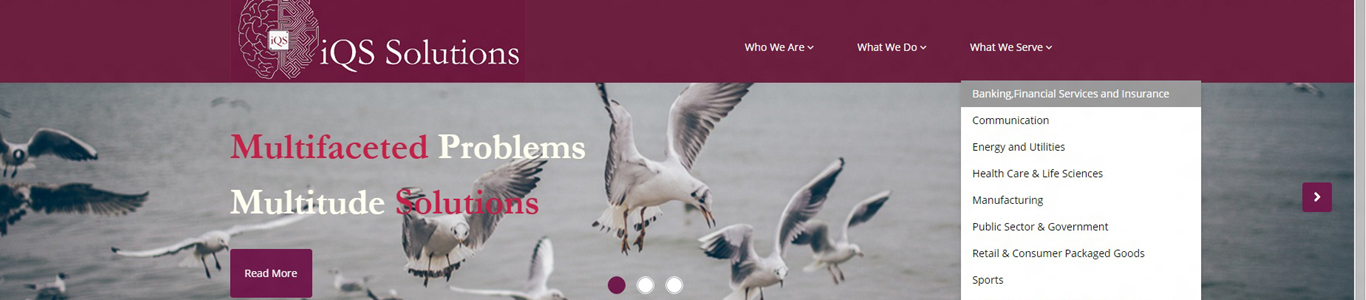 iQS
iQS Solutions
Who We Are
What We Do
What We Serve
Banking,Financial Services and Insurance
Communication
Energy and Utilities
Health Care & Life Sciences
Manufacturing
Public Sector & Government
Retail & Consumer Packaged Goods
Sports
Multifaceted Problems
Multitude Solutions
Read More